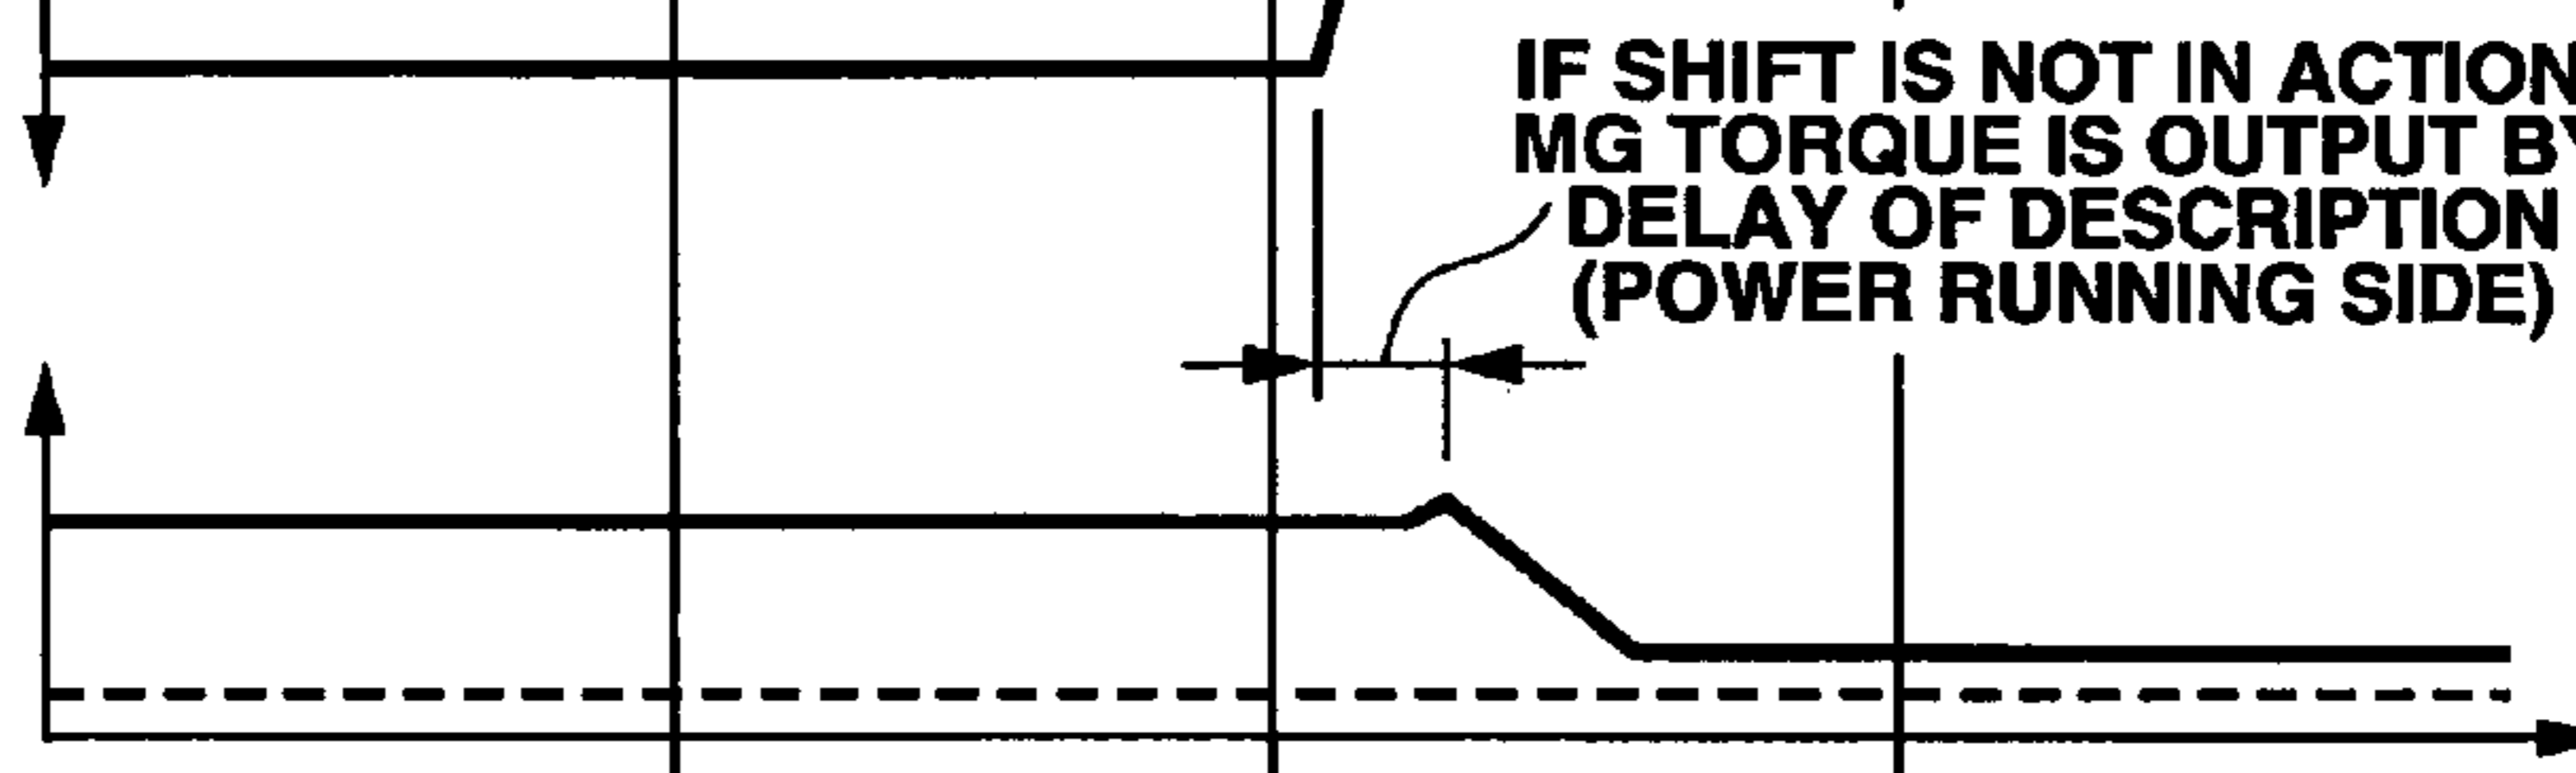 IF SHIFT IS NOT IN ACTION
MG TORQUE IS OUTPUT BY
DELAY OF DESCRIPTION
(POWER RUNNING SIDE)